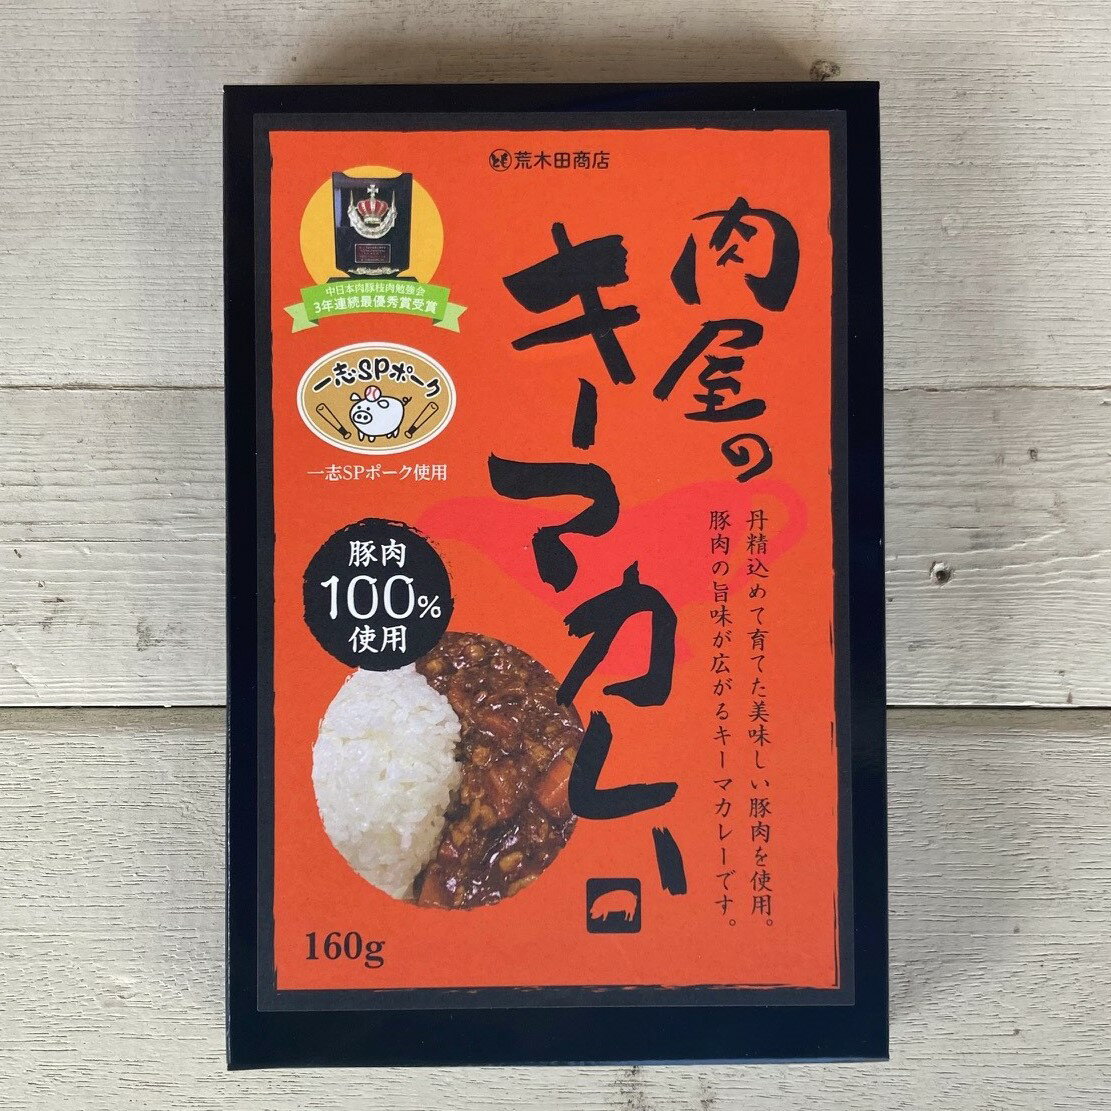 荒木田商店
肉屋の
キーマカレー
中日本肉豚枝肉勉強会
3年連続最優秀賞受賞
一志SPポーク
一志SPポーク使用
豚肉
100%
使用
丹精込めて育てた美味しい豚肉を使用。
豚肉の旨味が広がるキーマカレーです。
160g